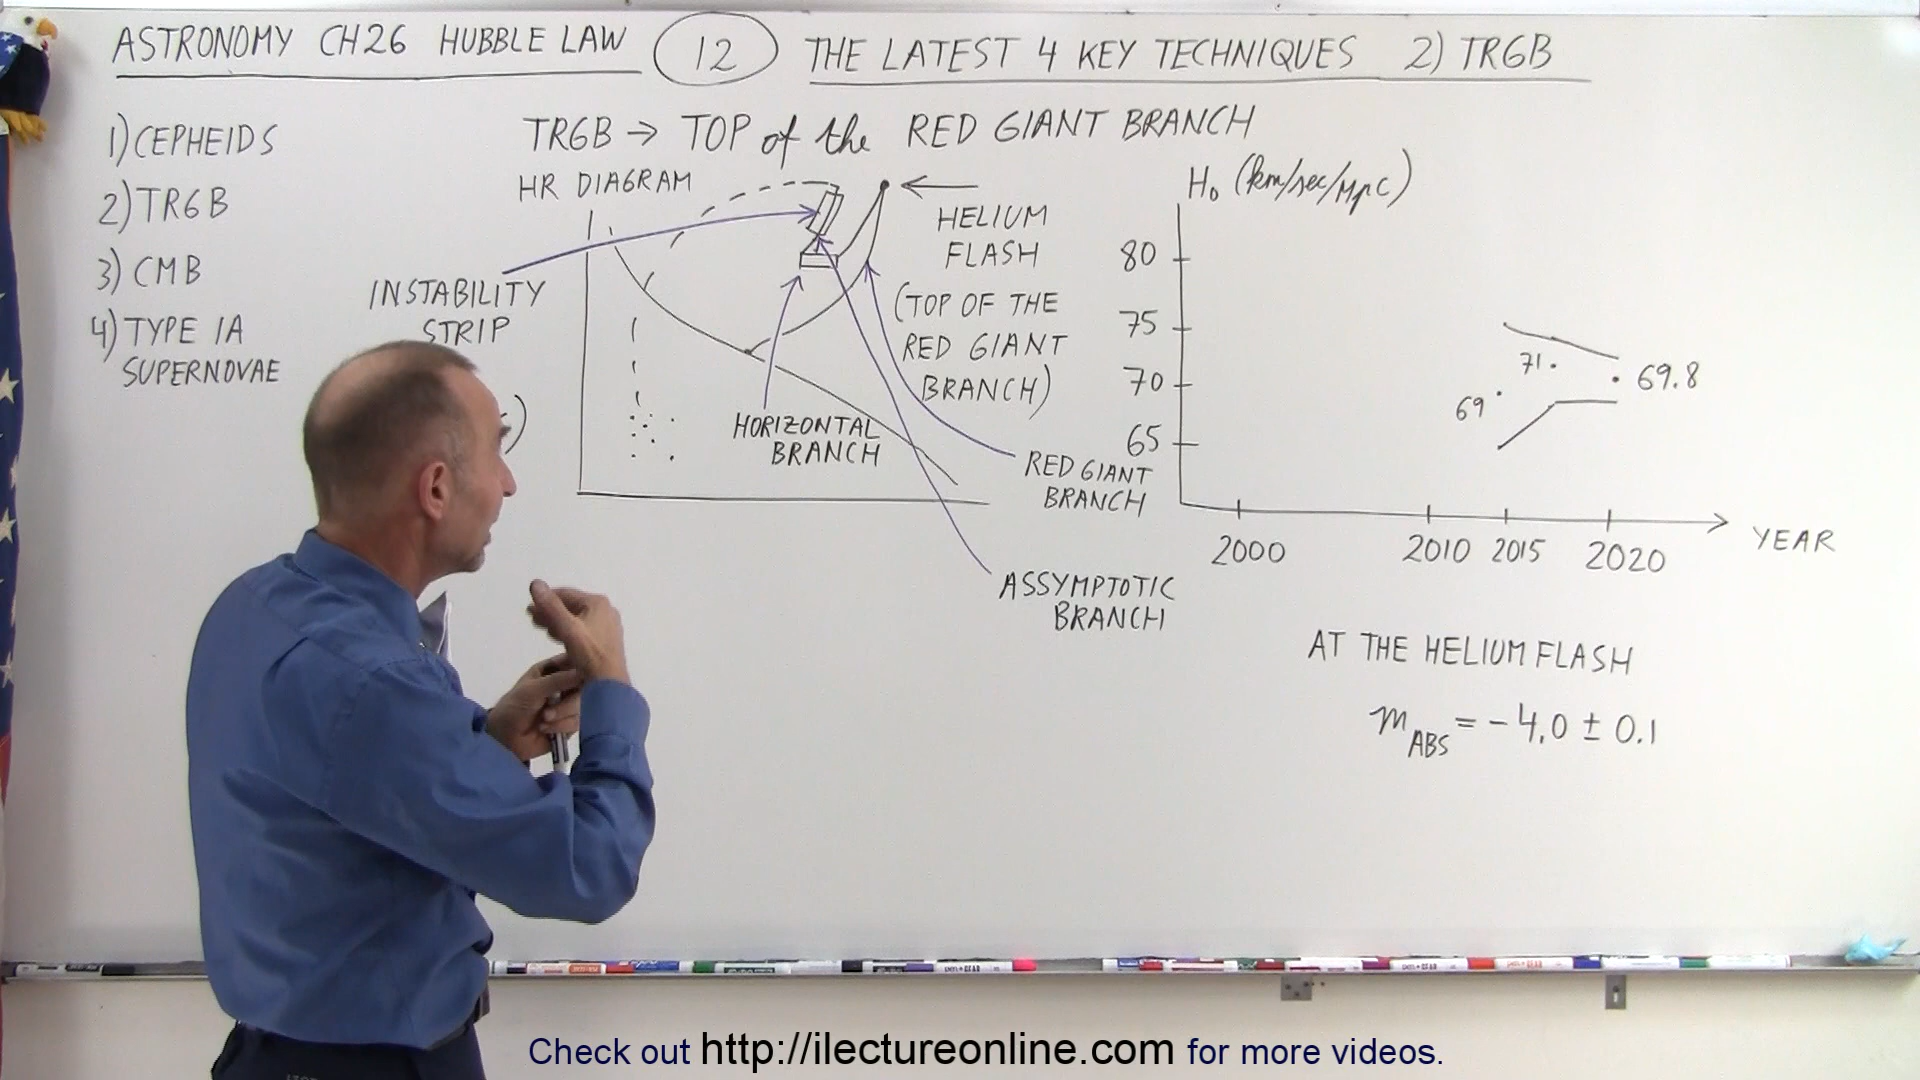 ASTRONOMY CH26 HUBBLE LAW 12 THE LATEST 4 KEY TECHNIQUES 2) TRGB
1) CEPHEIDS
2) TRGB
3) CMB
4) TYPE IA
SUPERNOVAE
TRGB → TOP of the RED GIANT BRANCH
HR DIAGRAM
INSTABILITY
STRIP
HELIUM
FLASH
(TOP OF THE
RED GIANT
BRANCH)
HORIZONTAL
BRANCH
RED GIANT
BRANCH
ASSYMPTOTIC
BRANCH
H₀ (km/sec/Mpc)
80
75
70
65
71
69
69.8
2000 2010 2015 2020
YEAR
AT THE HELIUM FLASH
m ABS = -4.0 ± 0.1
Check out http://ilectureonline.com for more videos.